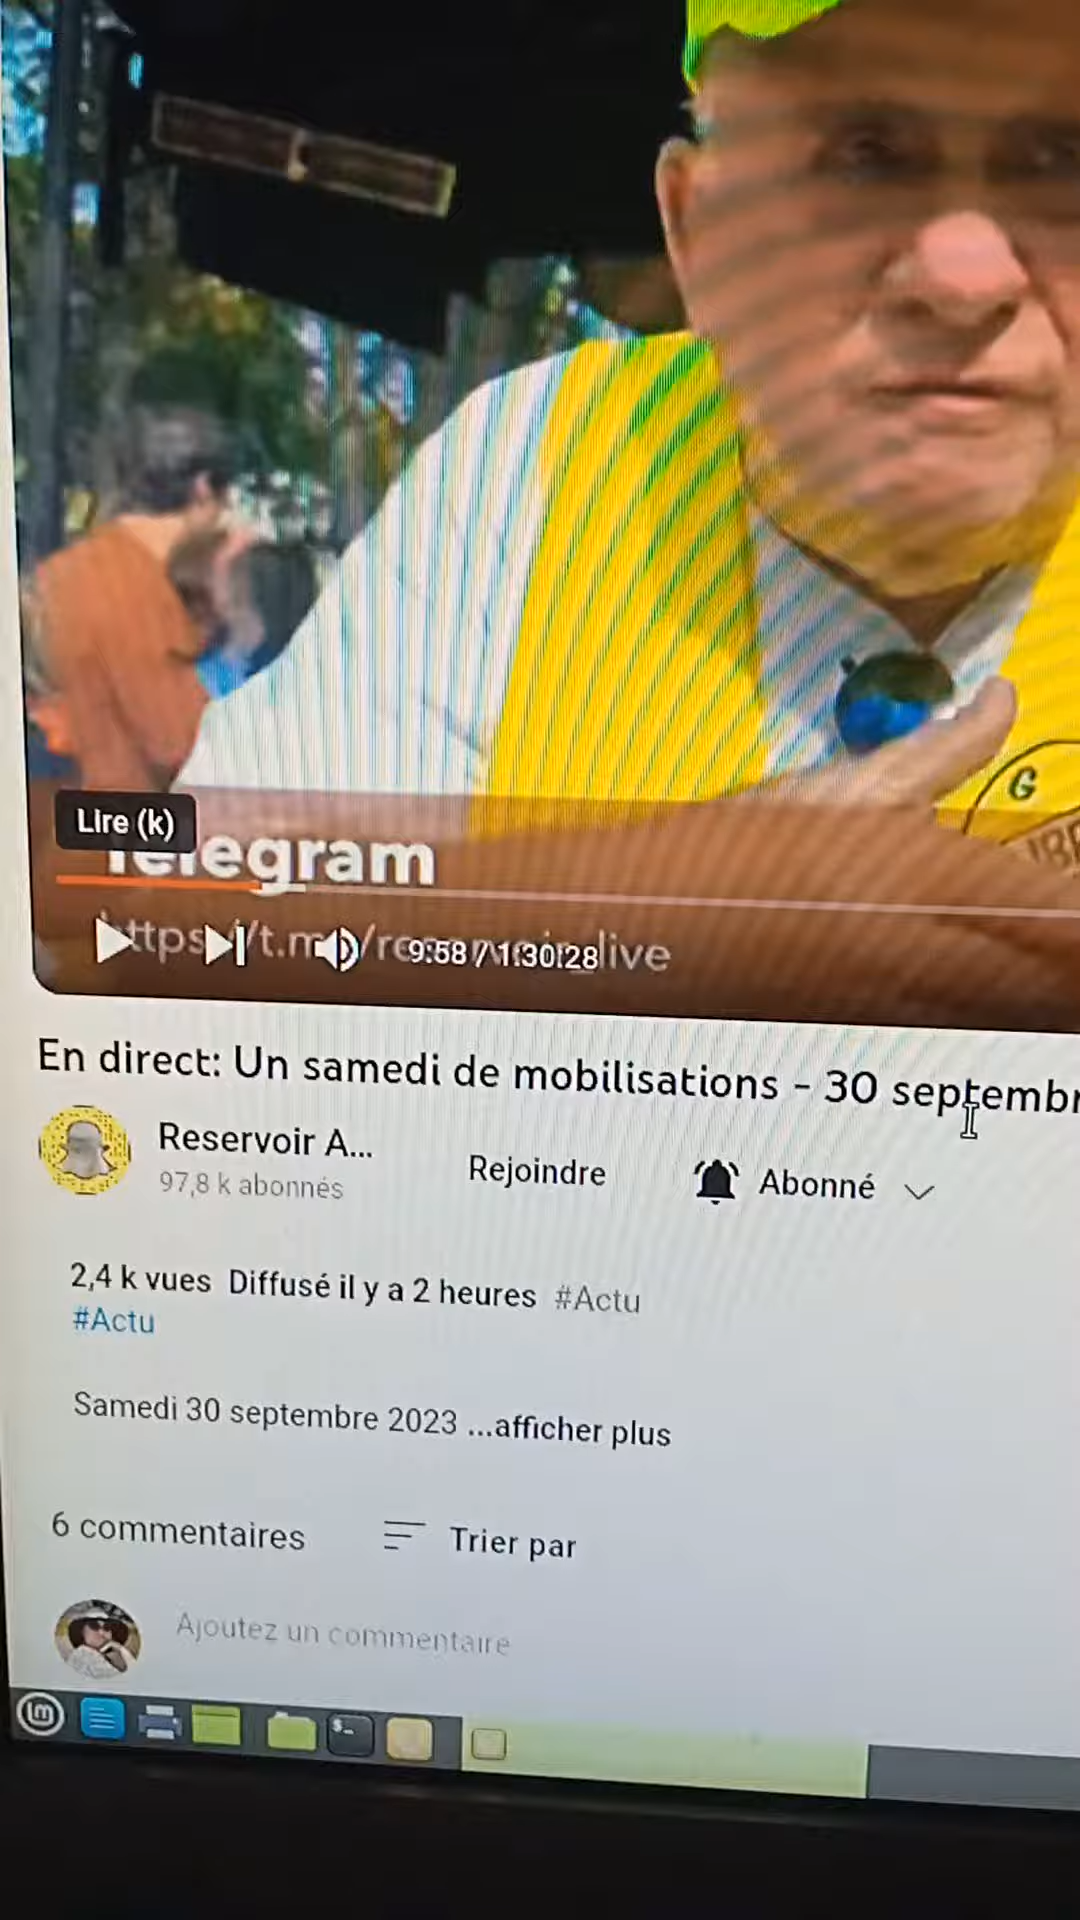 G
Lire (k)
Telegram
9:58 / 1:30:28
live
En direct: Un samedi de mobilisations - 30 septembr
Reservoir A...
97,8 k abonnés
Rejoindre
Abonné
2,4 k vues Diffusé il y a 2 heures #Actu
#Actu
Samedi 30 septembre 2023 ...afficher plus
6 commentaires
Trier par
Ajoutez un commentaire